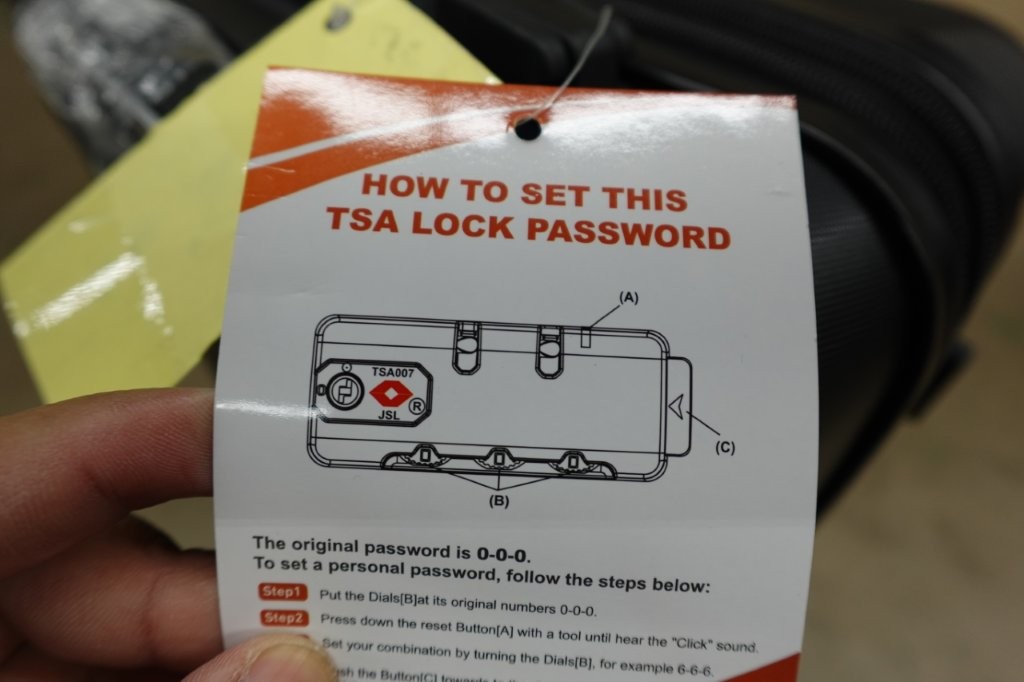 HOW TO SET THIS
TSA LOCK PASSWORD
(A)
TSA007
JSL
R
(C)
(B)
The original password is 0-0-0.
To set a personal password, follow the steps below:
Step1 Put the Dials[B]at its original numbers 0-0-0.
Step2 Press down the reset Button[A] with a tool until hear the "Click" sound.
Set your combination by turning the Dials[B], for example 6-6-6.
the Button[C] towards